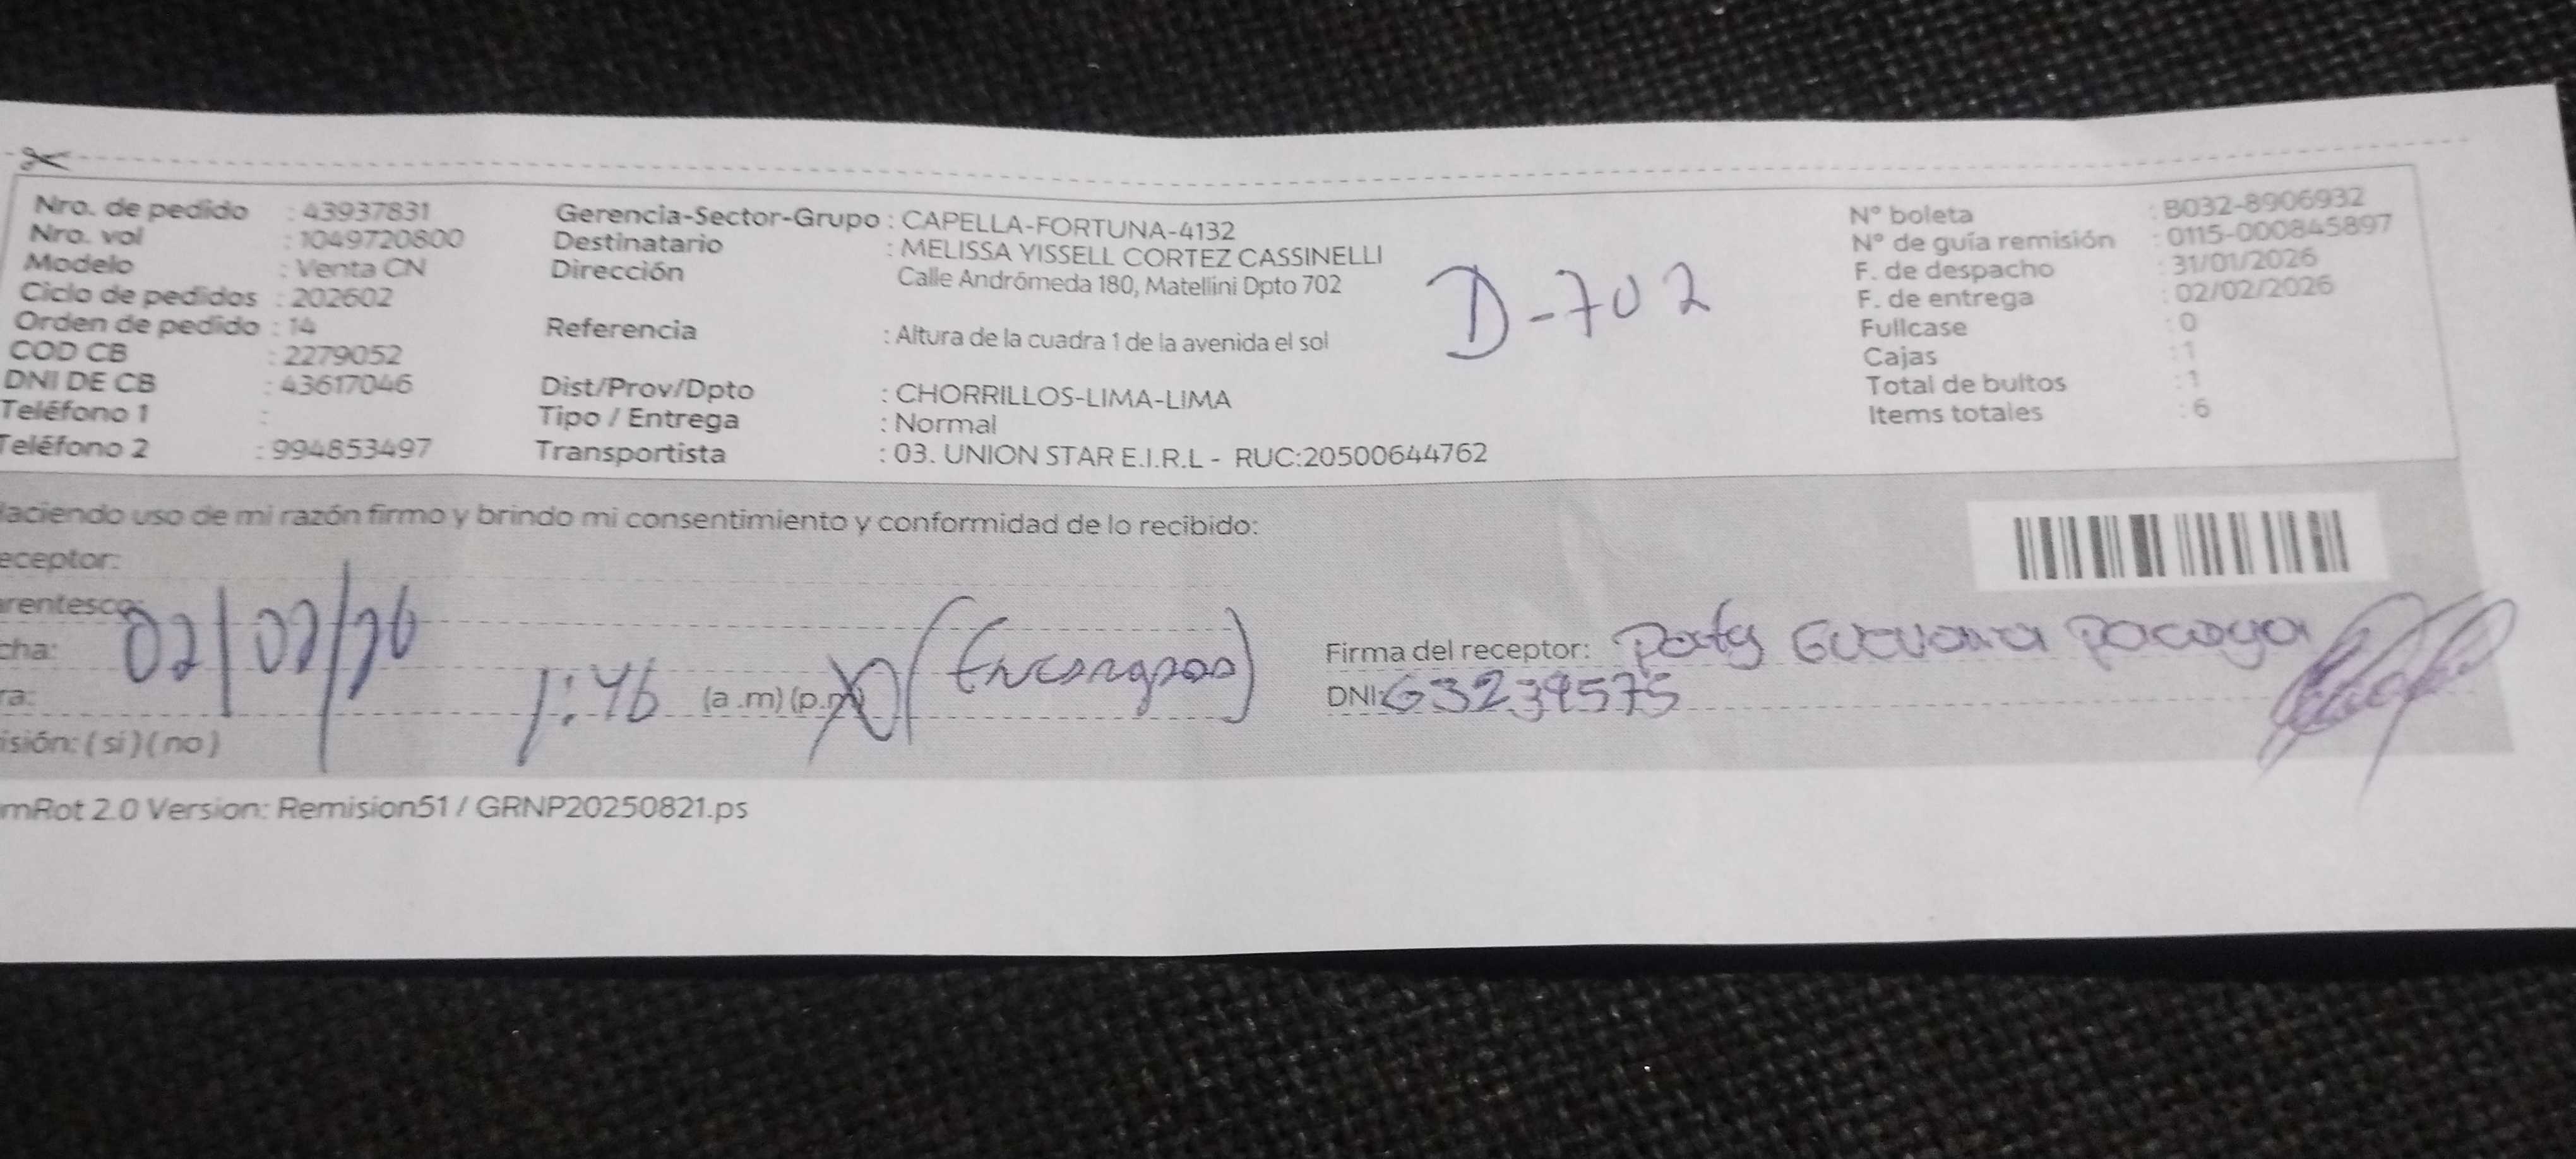 Nro. de pedido : 43937831
Nro. vol : 1049720800
Modelo : Venta CN
Ciclo de pedidos : 202602
Orden de pedido : 14
COD CB : 2279052
DNI DE CB : 43617046
Teléfono 1 :
Teléfono 2 : 994853497
Gerencia-Sector-Grupo : CAPELLA-FORTUNA-4132
Destinatario : MELISSA YISSELL CORTEZ CASSINELLI
Dirección Calle Andrómeda 180, Matellini Dpto 702
Referencia : Altura de la cuadra 1 de la avenida el sol
Dist/Prov/Dpto : CHORRILLOS-LIMA-LIMA
Tipo / Entrega : Normal
Transportista : 03. UNION STAR E.I.R.L - RUC:20500644762
D-702
N° boleta : B032-8906932
N° de guía remisión : 0115-000845897
F. de despacho : 31/01/2026
F. de entrega : 02/02/2026
Fullcase : 0
Cajas : 1
Total de bultos : 1
Items totales : 6
Haciendo uso de mi razón firmo y brindo mi consentimiento y conformidad de lo recibido:
eceptor:
arentesco:
cha: 02/02/26
ra: 1:46 (a .m) (p.m)
isión: ( si ) ( no )
Firma del receptor: Paty Guevara pacaya
DNI: 63239575
mRot 2.0 Version: Remision51 / GRNP20250821.ps